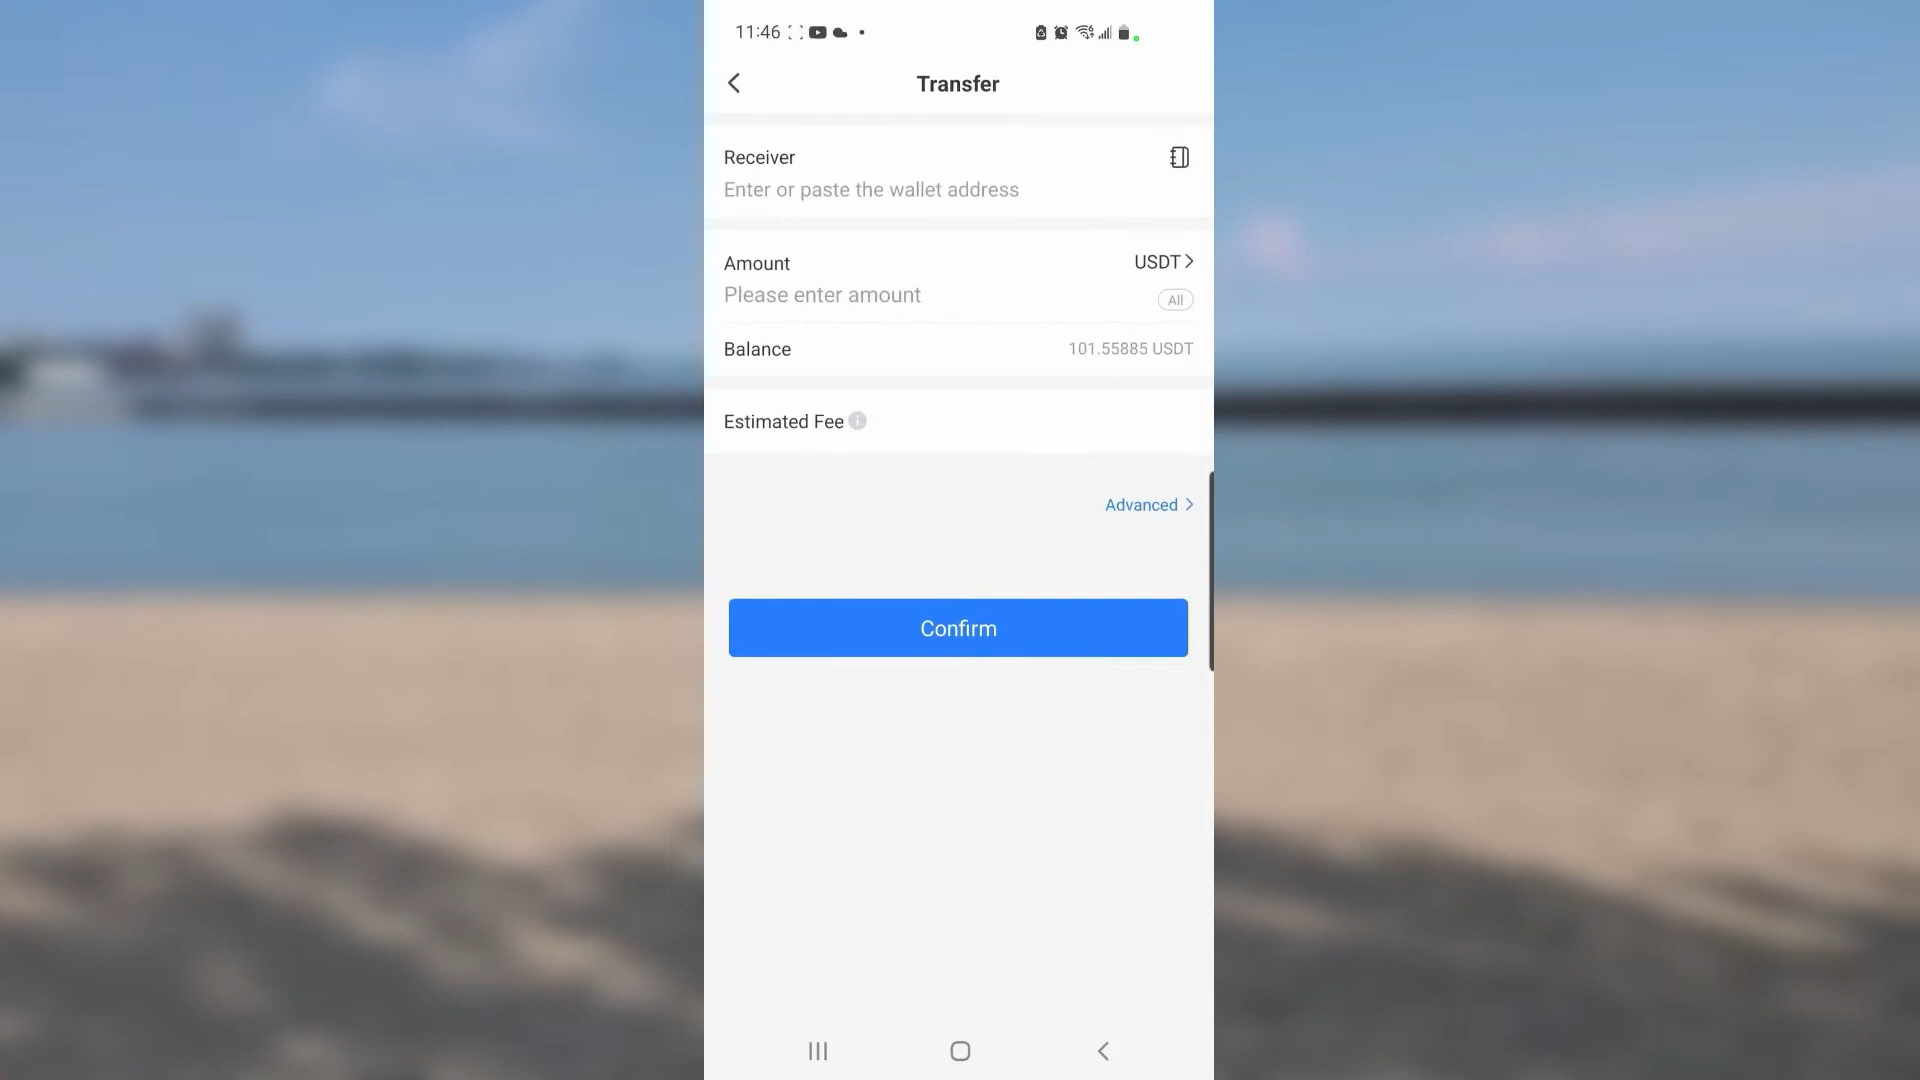 11:46
Transfer
Receiver
Enter or paste the wallet address
Amount
USDT
Please enter amount
All
Balance
101.55885 USDT
Estimated Fee
Advanced
Confirm